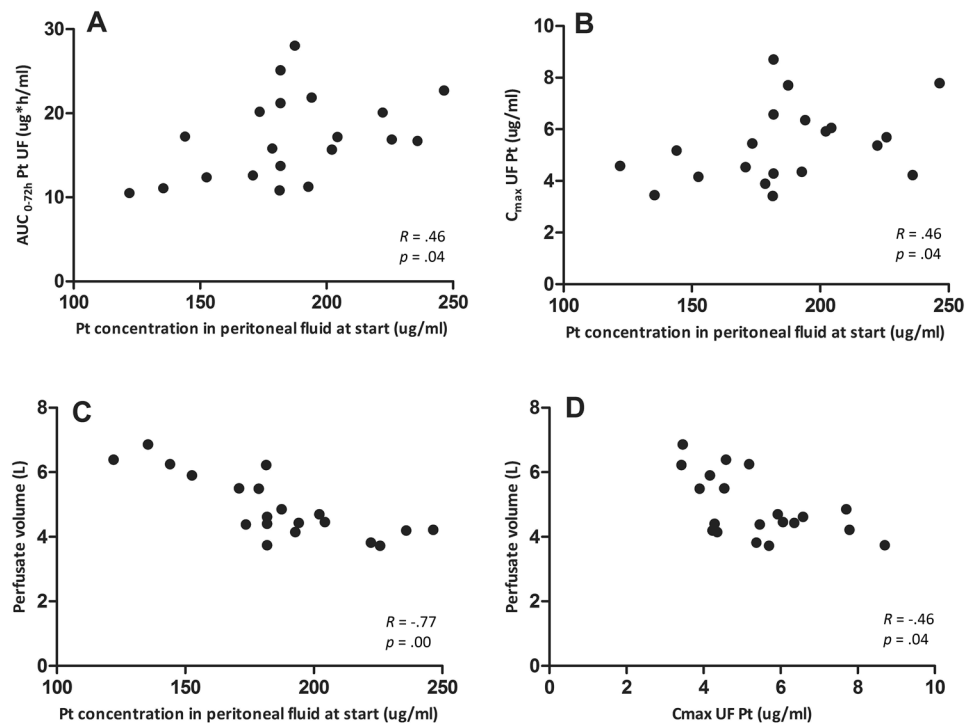 A
30
20
10
0
AUC0-72h Pt UF (ug*h/ml)
R = .46
p = .04
100 150 200 250
Pt concentration in peritoneal fluid at start (ug/ml)
B
10
8
6
4
2
0
Cmax UF Pt (ug/ml)
R = .46
p = .04
100 150 200 250
Pt concentration in peritoneal fluid at start (ug/ml)
C
8
6
4
2
0
Perfusate volume (L)
R = -.77
p = .00
100 150 200 250
Pt concentration in peritoneal fluid at start (ug/ml)
D
8
6
4
2
0
Perfusate volume (L)
R = -.46
p = .04
0 2 4 6 8 10
Cmax UF Pt (ug/ml)